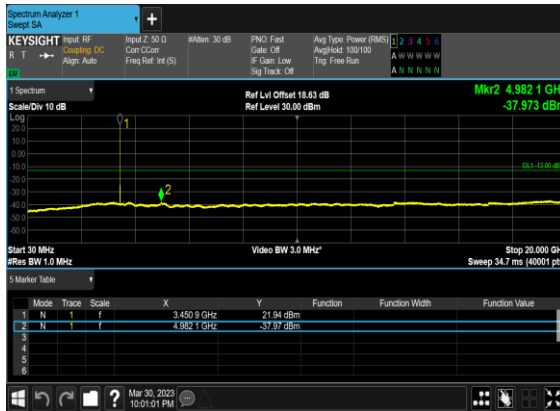 Spectrum Analyzer 1
Swept SA
+
KEYSIGHT Input: RF Input Z: 50 Ω #Atten: 30 dB PNO: Fast Avg Type: Power (RMS) 1 2 3 4 5 6
R T Coupling: DC Corr CCorr Gate: Off Avg|Hold: 100/100 A W W W W W
Align: Auto Freq Ref: Int (S) IF Gain: Low Trig: Free Run
Sig Track: Off A N N N N N
1 Spectrum Ref Lvl Offset 18.63 dB Mkr2 4.982 1 GHz
Scale/Div 10 dB Ref Level 30.00 dBm -37.973 dBm
Log
20.0
10.0
0.00
-10.0
-20.0
-30.0
-40.0
-50.0
-60.0
1
2
DL1 -13.00 dB
Start 30 MHz Video BW 3.0 MHz* Stop 20.000 GH
#Res BW 1.0 MHz Sweep 34.7 ms (40001 pt
5 Marker Table
Mode Trace Scale X Y Function Function Width Function Value
1 N 1 f 3.450 9 GHz 21.94 dBm
2 N 1 f 4.982 1 GHz -37.97 dBm
3
4
5
6
? Mar 30, 2023
10:01:01 PM